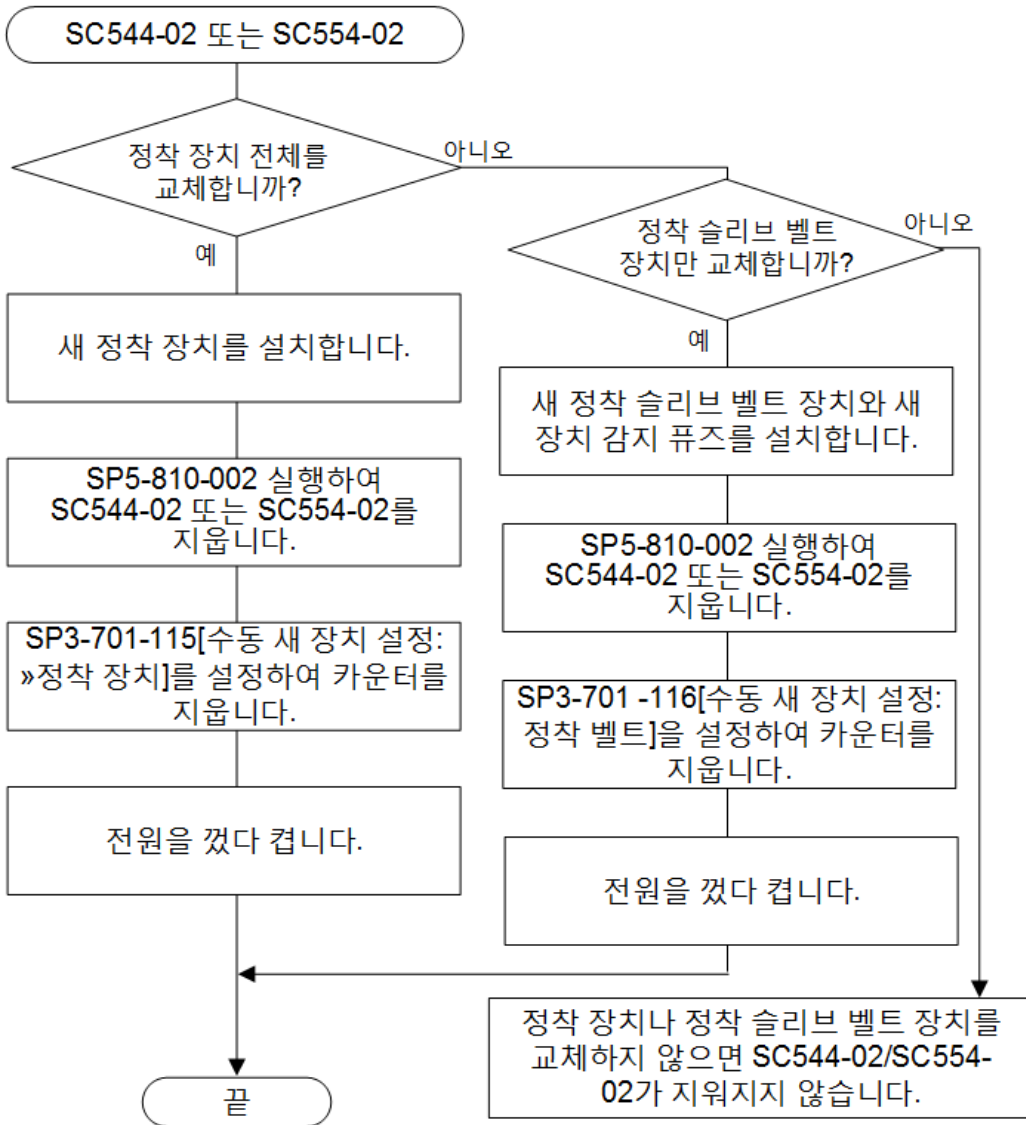 SC544-02 또는 SC554-02
정착 장치 전체를
교체합니까?
아니오
예
새 정착 장치를 설치합니다.
SP5-810-002 실행하여
SC544-02 또는 SC554-02를
지웁니다.
SP3-701-115[수동 새 장치 설정:
»정착 장치]를 설정하여 카운터를
지웁니다.
전원을 껐다 켭니다.
정착 슬리브 벨트
장치만 교체합니까?
아니오
예
새 정착 슬리브 벨트 장치와 새
장치 감지 퓨즈를 설치합니다.
SP5-810-002 실행하여
SC544-02 또는 SC554-02를
지웁니다.
SP3-701 -116[수동 새 장치 설정:
정착 벨트]을 설정하여 카운터를
지웁니다.
전원을 껐다 켭니다.
정착 장치나 정착 슬리브 벨트 장치를
교체하지 않으면 SC544-02/SC554-
02가 지워지지 않습니다.
끝